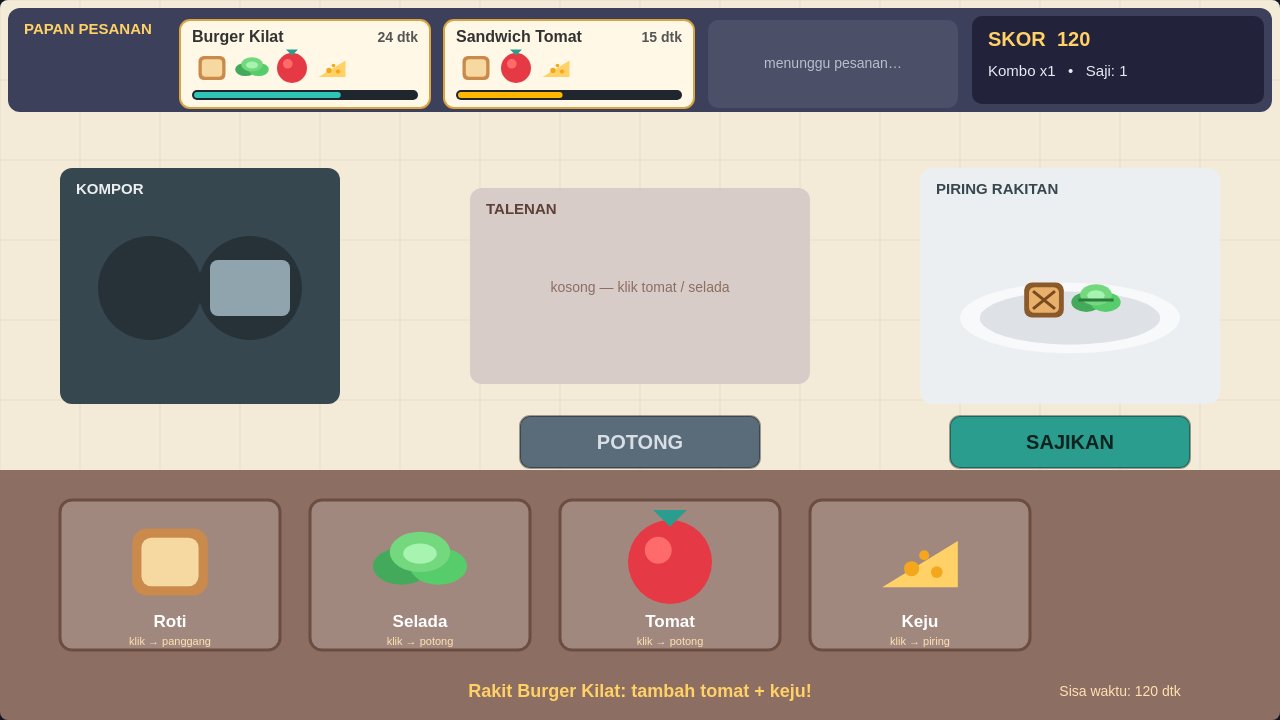 PAPAN PESANAN
Burger Kilat 24 dtk
Sandwich Tomat 15 dtk
menunggu pesanan…
SKOR 120
Kombo x1 • Saji: 1
KOMPOR
TALENAN
kosong — klik tomat / selada
PIRING RAKITAN
POTONG
SAJIKAN
Roti
klik → panggang
Selada
klik → potong
Tomat
klik → potong
Keju
klik → piring
Rakit Burger Kilat: tambah tomat + keju!
Sisa waktu: 120 dtk